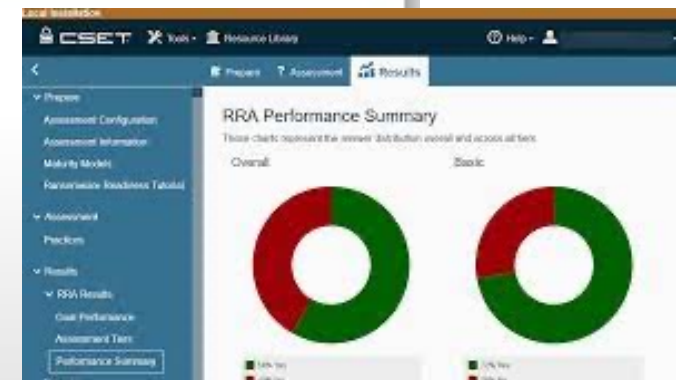 Local Installation
CSET Tools Resource Library Help
Prepare ? Assessment Results
Prepare
Assessment Configuration
Assessment Information
Maturity Models
Ransomware Readiness Tutorial
Assessment
Practices
Results
RRA Results
Goal Performance
Assessment Tiers
Performance Summary
RRA Performance Summary
These charts represent the answer distribution overall and across all tiers.
Overall
Basic
Yes
Yes